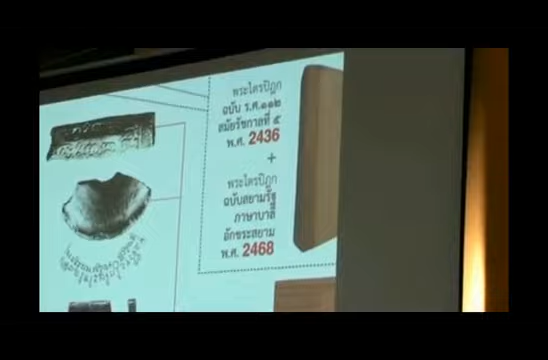 พระไตรปิฎก
ฉบับ ร.ศ.๑๑๒
สมัยรัชกาลที่ ๕
พ.ศ. 2436
+
พระไตรปิฎก
ฉบับสยามรัฐ
ภาษาบาลี
อักขระสยาม
พ.ศ. 2468